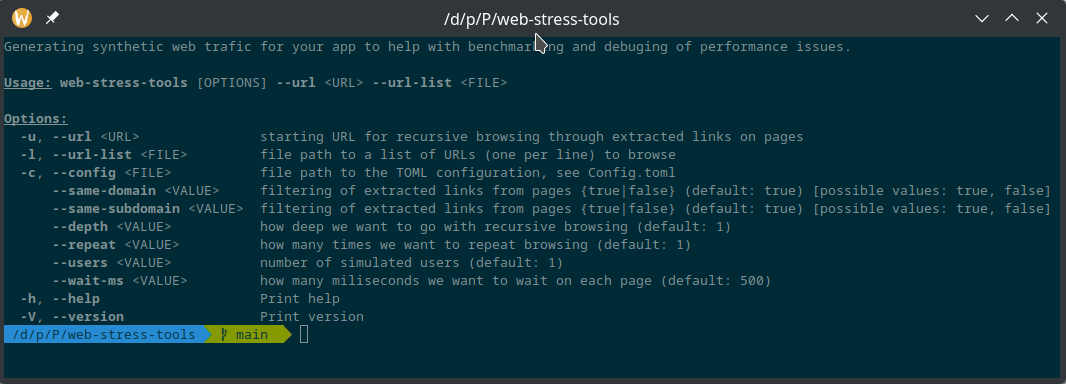 /d/p/P/web-stress-tools
Generating synthetic web trafic for your app to help with benchmarking and debuging of performance issues.
Usage: web-stress-tools [OPTIONS] --url <URL> --url-list <FILE>
Options:
-u, --url <URL> starting URL for recursive browsing through extracted links on pages
-l, --url-list <FILE> file path to a list of URLs (one per line) to browse
-c, --config <FILE> file path to the TOML configuration, see Config.toml
--same-domain <VALUE> filtering of extracted links from pages {true|false} (default: true) [possible values: true, false]
--same-subdomain <VALUE> filtering of extracted links from pages {true|false} (default: true) [possible values: true, false]
--depth <VALUE> how deep we want to go with recursive browsing (default: 1)
--repeat <VALUE> how many times we want to repeat browsing (default: 1)
--users <VALUE> number of simulated users (default: 1)
--wait-ms <VALUE> how many miliseconds we want to wait on each page (default: 500)
-h, --help Print help
-V, --version Print version
/d/p/P/web-stress-tools main